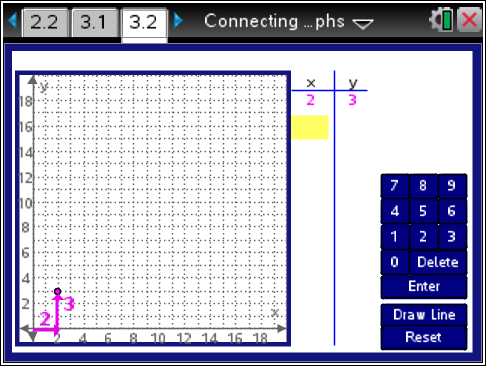 2.2 3.1 3.2 Connecting ...phs
y
18
16
14
12
10
8
6
4
2
2 3
x
2 4 6 8 10 12 14 16 18
x y
2 3
7 8 9
4 5 6
1 2 3
0 Delete
Enter
Draw Line
Reset